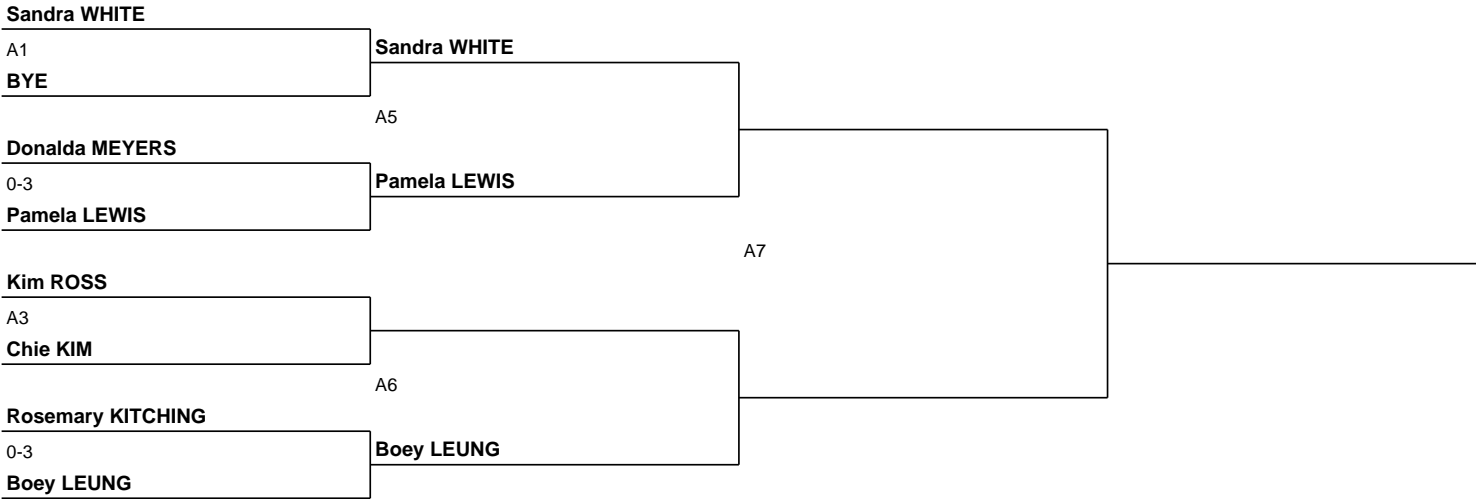 Sandra WHITE
A1
Sandra WHITE
BYE
A5
Donalda MEYERS
0-3
Pamela LEWIS
Pamela LEWIS
A7
Kim ROSS
A3
Chie KIM
A6
Rosemary KITCHING
0-3
Boey LEUNG
Boey LEUNG